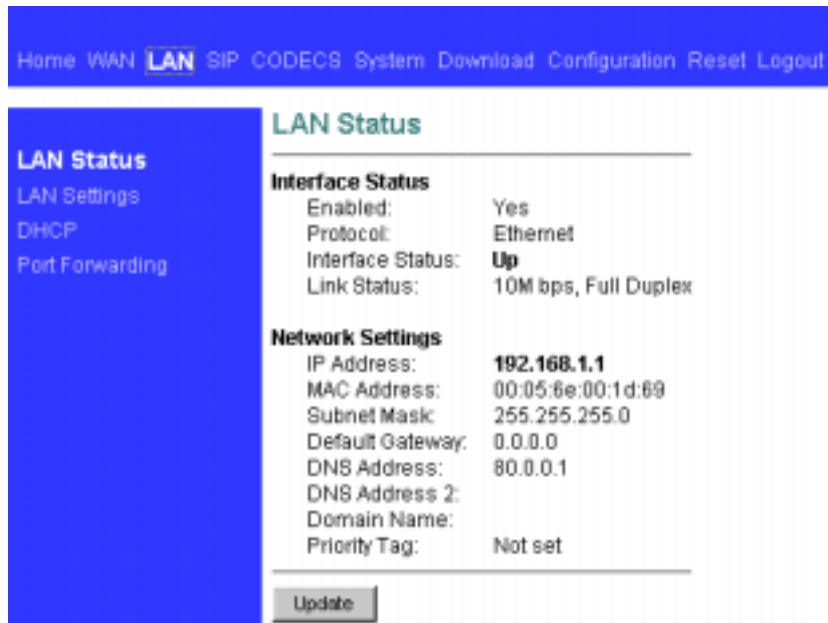 Home WAN LAN SIP CODECS System Download Configuration Reset Logout
LAN Status
LAN Settings
DHCP
Port Forwarding
LAN Status
Interface Status
Enabled: Yes
Protocol: Ethernet
Interface Status: Up
Link Status: 10M bps, Full Duplex
Network Settings
IP Address: 192.168.1.1
MAC Address: 00:05:6e:00:1d:69
Subnet Mask: 255.255.255.0
Default Gateway: 0.0.0.0
DNS Address: 80.0.0.1
DNS Address 2:
Domain Name:
Priority Tag: Not set
Update